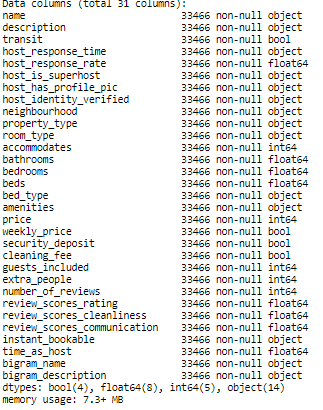 Data columns (total 31 columns):
name 33466 non-null object
description 33466 non-null object
transit 33466 non-null bool
host_response_time 33466 non-null object
host_response_rate 33466 non-null float64
host_is_superhost 33466 non-null object
host_has_profile_pic 33466 non-null object
host_identity_verified 33466 non-null object
neighbourhood 33466 non-null object
property_type 33466 non-null object
room_type 33466 non-null object
accommodates 33466 non-null int64
bathrooms 33466 non-null float64
bedrooms 33466 non-null float64
beds 33466 non-null float64
bed_type 33466 non-null object
amenities 33466 non-null object
price 33466 non-null int64
weekly_price 33466 non-null bool
security_deposit 33466 non-null bool
cleaning_fee 33466 non-null bool
guests_included 33466 non-null int64
extra_people 33466 non-null int64
number_of_reviews 33466 non-null int64
review_scores_rating 33466 non-null float64
review_scores_cleanliness 33466 non-null float64
review_scores_communication 33466 non-null float64
instant_bookable 33466 non-null object
time_as_host 33466 non-null float64
bigram_name 33466 non-null object
bigram_description 33466 non-null object
dtypes: bool(4), float64(8), int64(5), object(14)
memory usage: 7.3+ MB